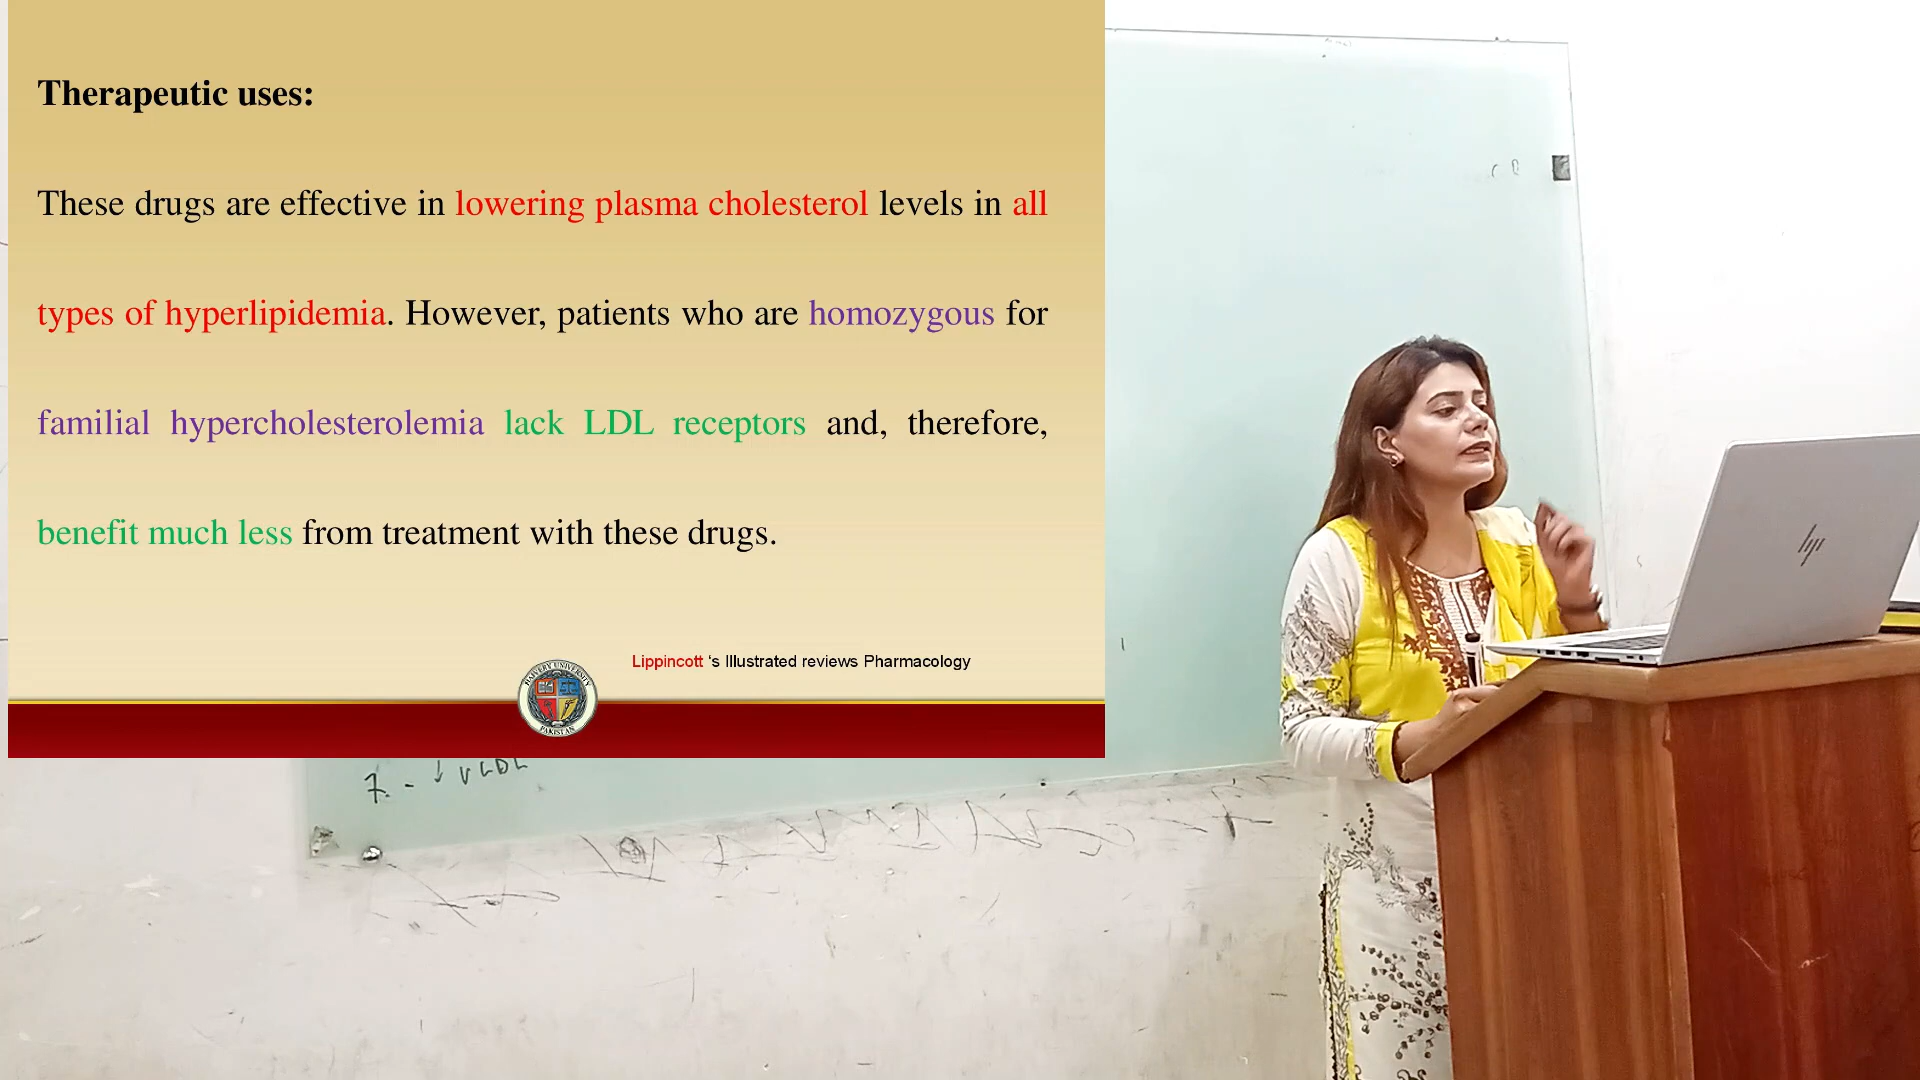 Therapeutic uses:
These drugs are effective in lowering plasma cholesterol levels in all
types of hyperlipidemia. However, patients who are homozygous for
familial hypercholesterolemia lack LDL receptors and, therefore,
benefit much less from treatment with these drugs.
Lippincott ‘s Illustrated reviews Pharmacology
PAKISTAN
7. - ↓ VLDL
hp